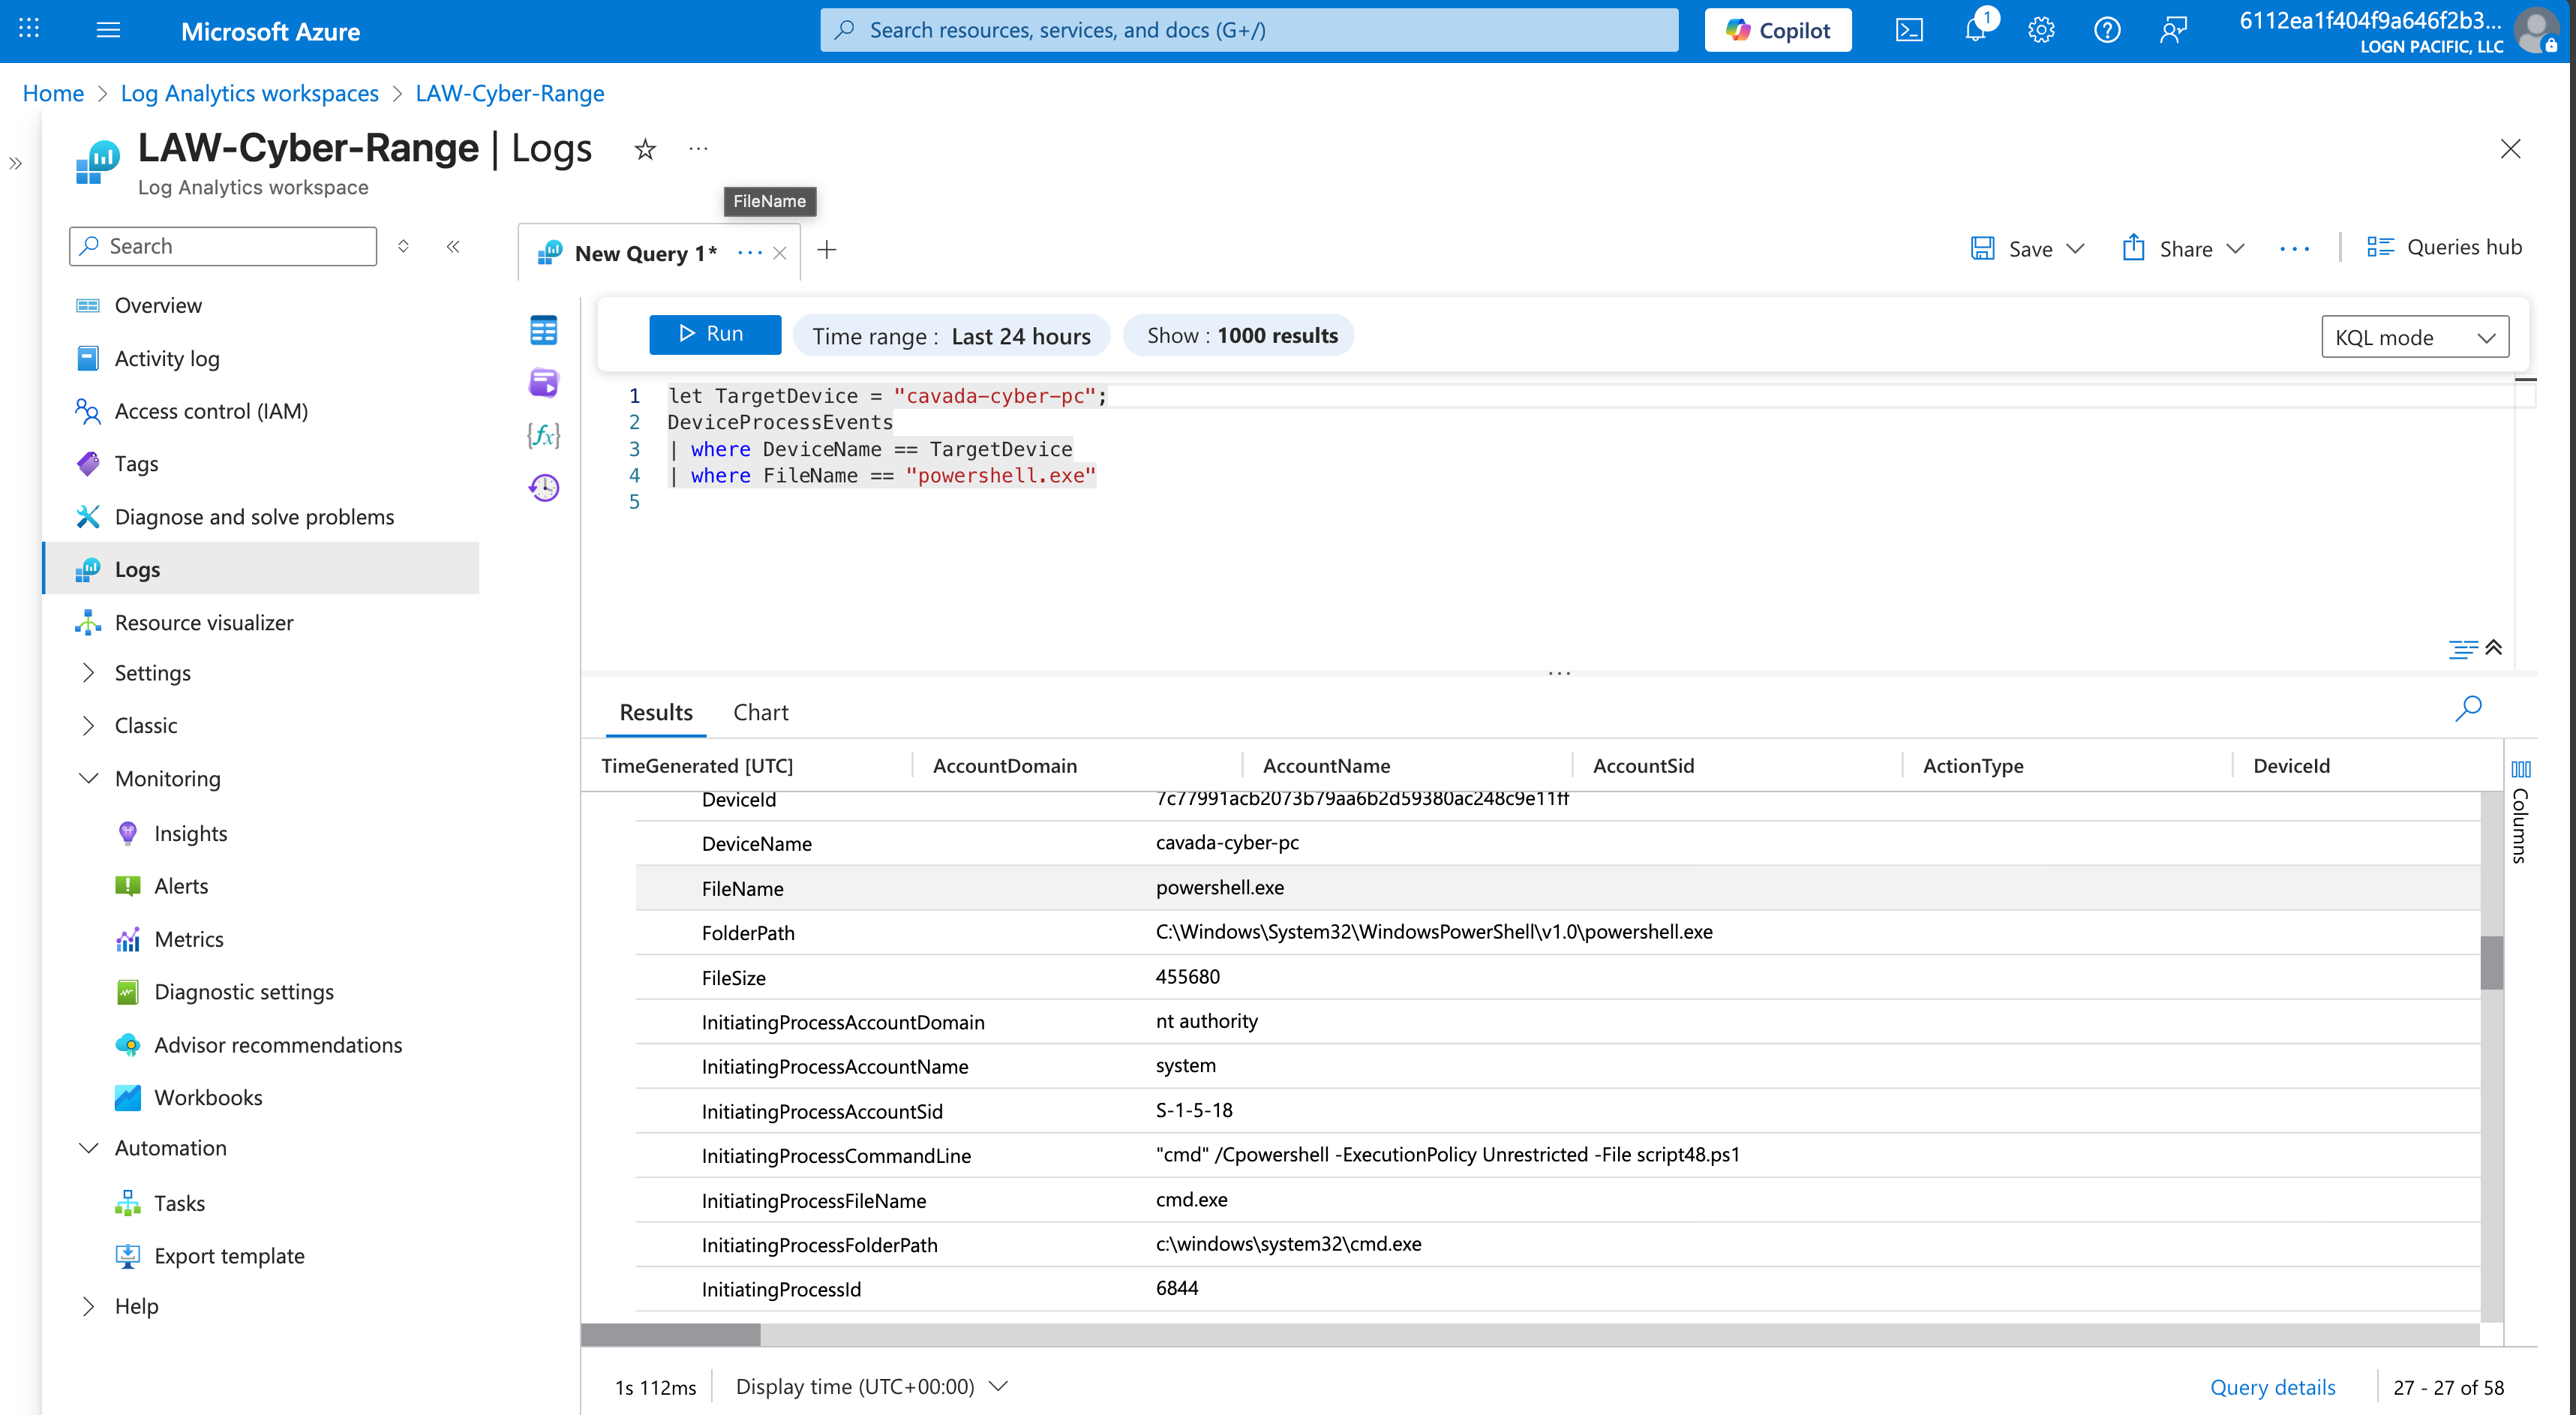 Microsoft Azure
Search resources, services, and docs (G+/)
Copilot
1
6112ea1f404f9a646f2b3...
LOGN PACIFIC, LLC
Home > Log Analytics workspaces > LAW-Cyber-Range
LAW-Cyber-Range | Logs
Log Analytics workspace
FileName
Search
New Query 1*
Save
Share
Queries hub
Overview
Activity log
Access control (IAM)
Tags
Diagnose and solve problems
Logs
Resource visualizer
Settings
Classic
Monitoring
Insights
Alerts
Metrics
Diagnostic settings
Advisor recommendations
Workbooks
Automation
Tasks
Export template
Help
Run
Time range : Last 24 hours
Show : 1000 results
KQL mode
1 let TargetDevice = "cavada-cyber-pc";
2 DeviceProcessEvents
3 | where DeviceName == TargetDevice
4 | where FileName == "powershell.exe"
5
Results Chart
TimeGenerated [UTC] AccountDomain AccountName AccountSid ActionType DeviceId
Columns
DeviceId 7c77991acb2073b79aa6b2d59380ac248c9e11ff
DeviceName cavada-cyber-pc
FileName powershell.exe
FolderPath C:\Windows\System32\WindowsPowerShell\v1.0\powershell.exe
FileSize 455680
InitiatingProcessAccountDomain nt authority
InitiatingProcessAccountName system
InitiatingProcessAccountSid S-1-5-18
InitiatingProcessCommandLine "cmd" /Cpowershell -ExecutionPolicy Unrestricted -File script48.ps1
InitiatingProcessFileName cmd.exe
InitiatingProcessFolderPath c:\windows\system32\cmd.exe
InitiatingProcessId 6844
1s 112ms Display time (UTC+00:00)
Query details 27 - 27 of 58